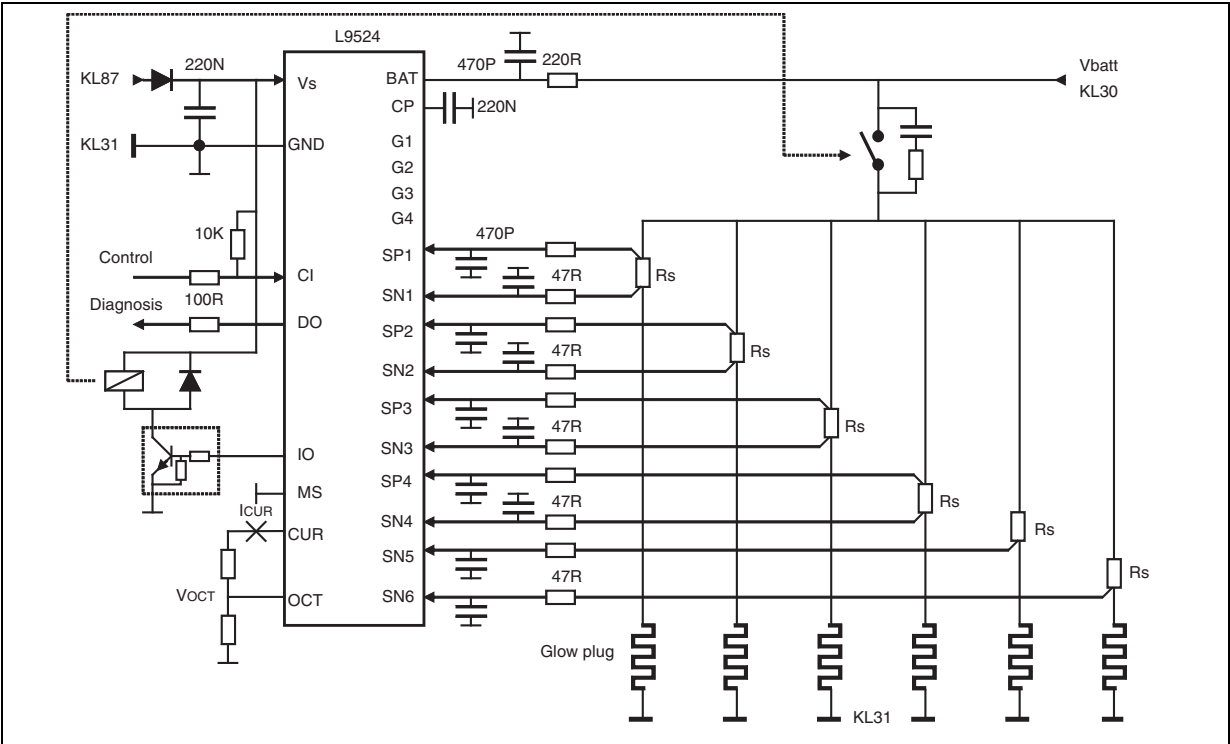 L9524
KL87
220N
Vs
BAT
470P
220R
Vbatt
KL30
CP
220N
KL31
GND
G1
G2
G3
G4
10K
SP1
470P
Control
CI
47R
Rs
SN1
Diagnosis
100R
DO
SP2
47R
Rs
SN2
SP3
47R
Rs
SN3
IO
SP4
MS
47R
Rs
SN4
ICUR
CUR
SN5
Rs
47R
Rs
VOCT
OCT
SN6
Glow plug
KL31